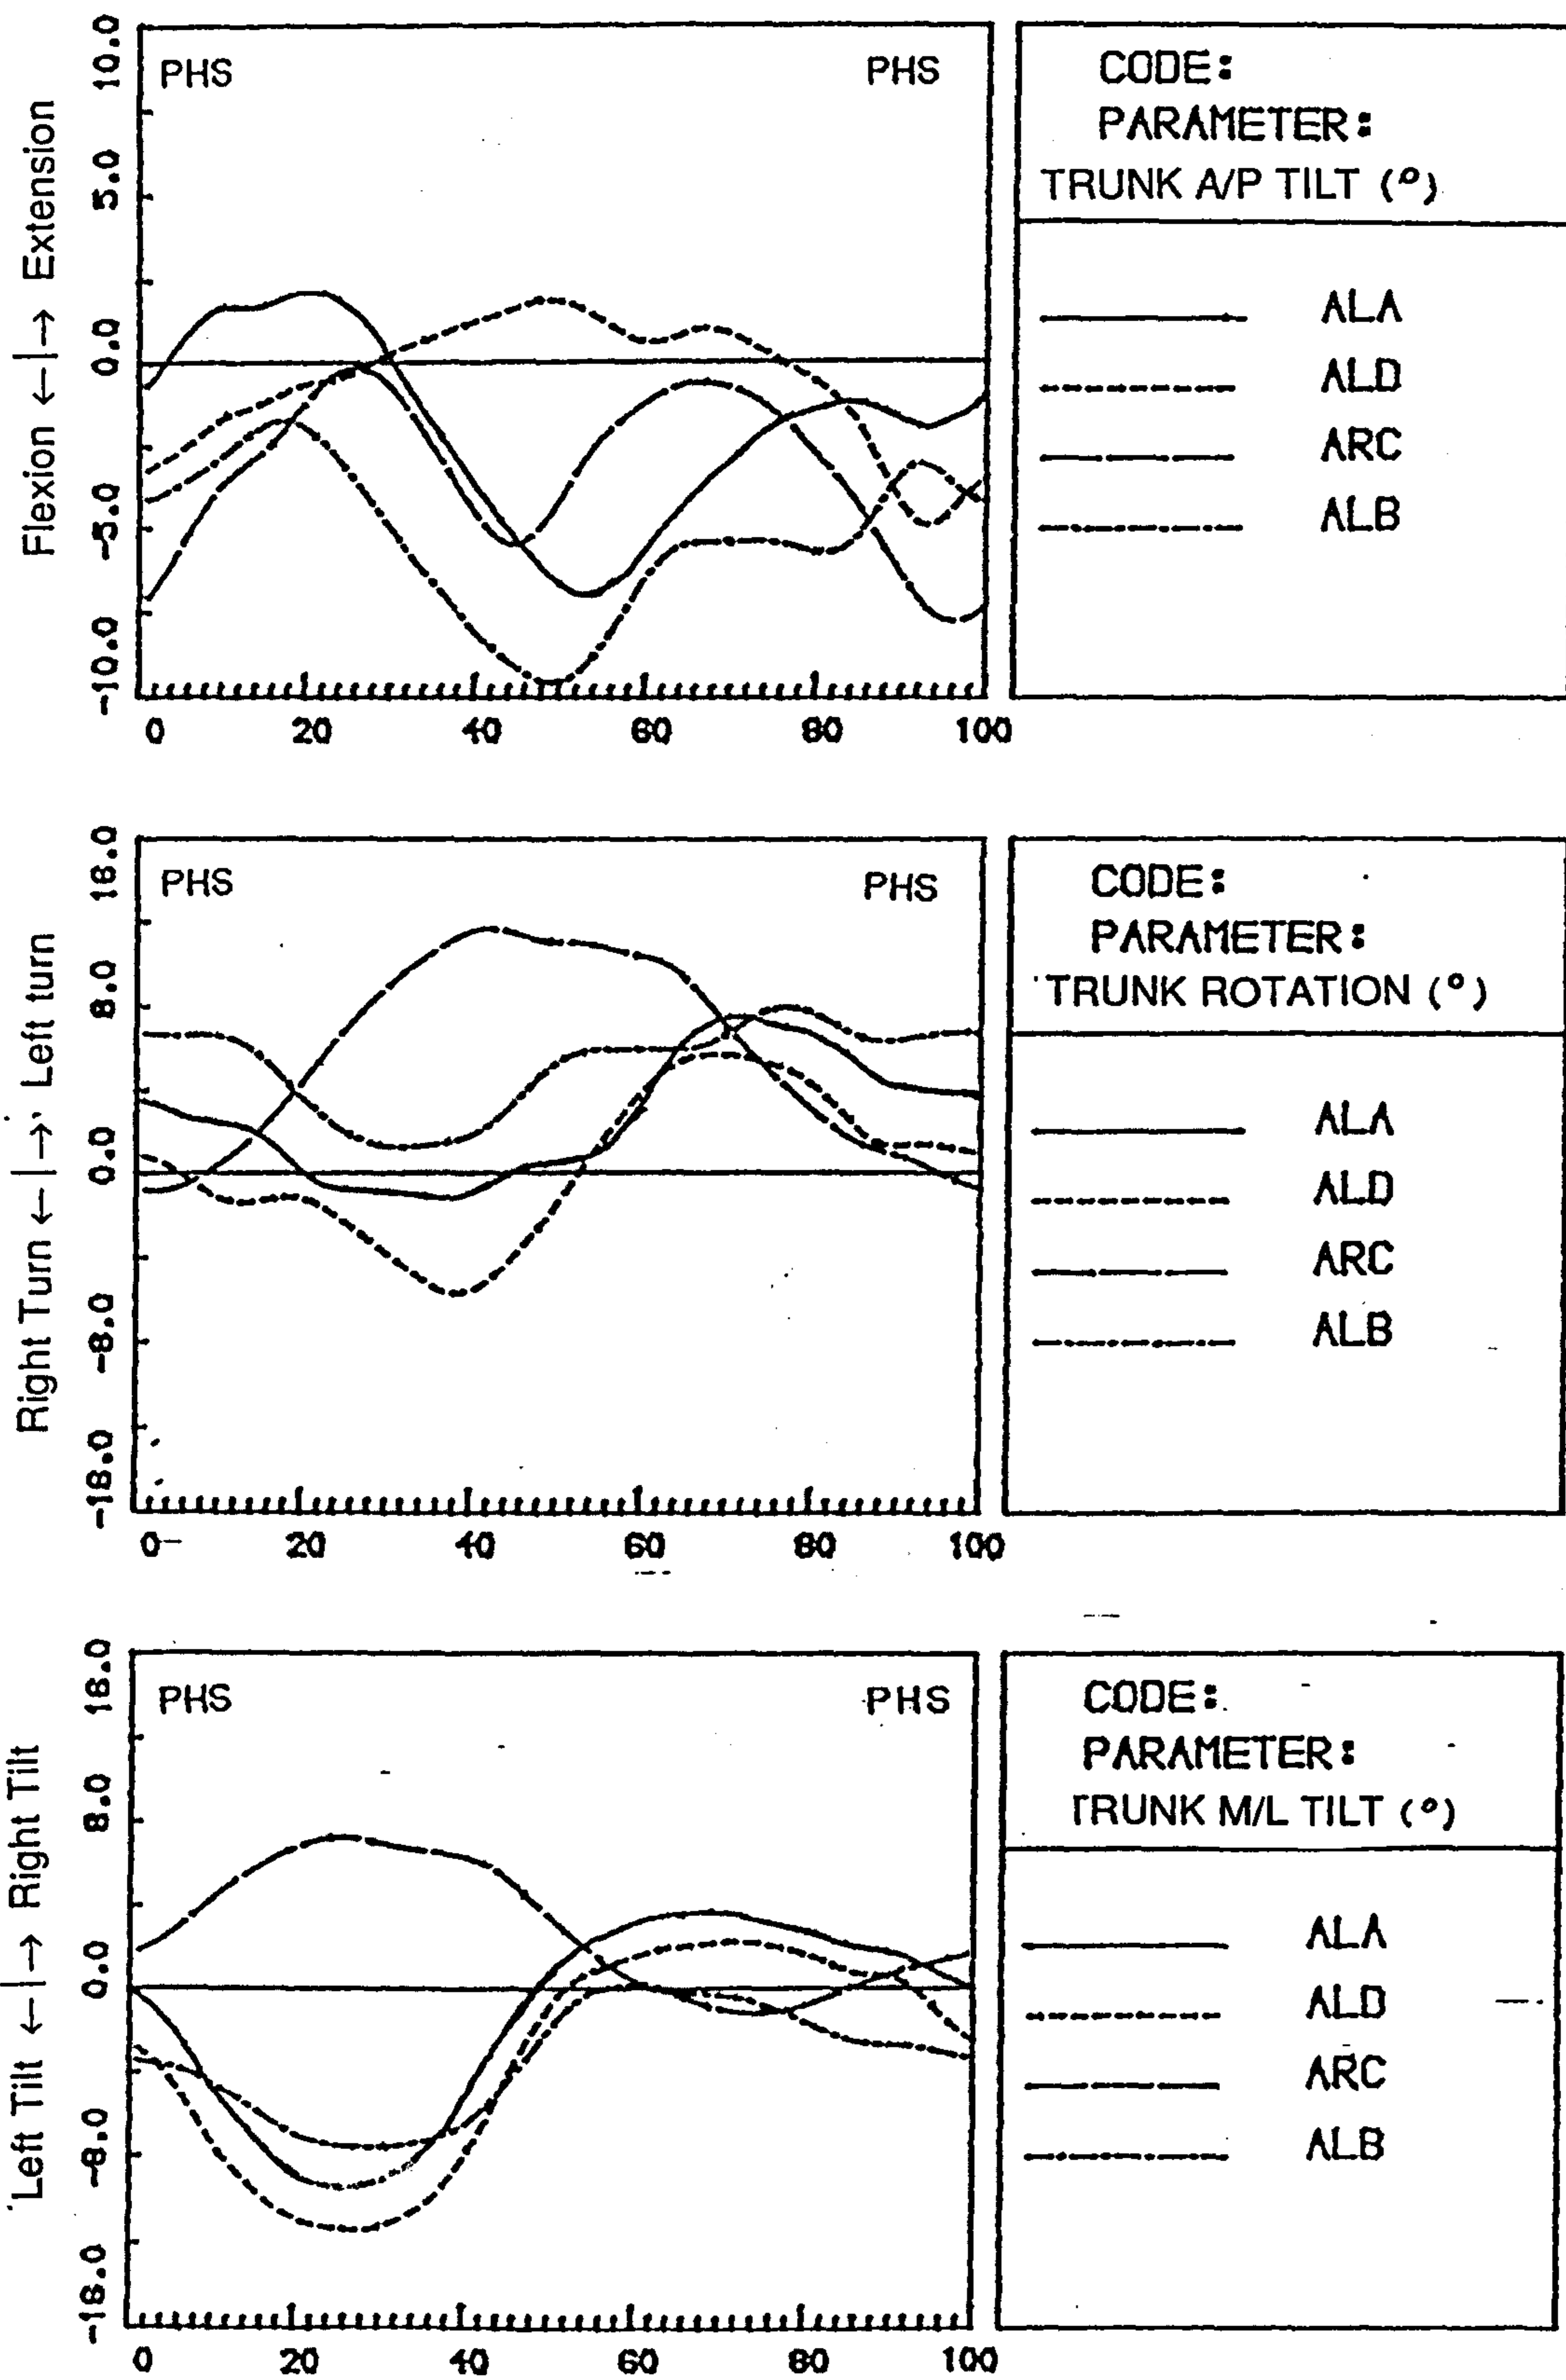 Flexion ←|→ Extension
10.0
5.0
0.0
-5.0
-10.0
PHS PHS
0 20 40 60 80 100
CODE:
PARAMETER:
TRUNK A/P TILT (°)
ALA
ALD
ARC
ALB
Right Turn ←|→ Left turn
18.0
8.0
0.0
-8.0
-18.0
PHS PHS
0 20 40 60 80 100
CODE:
PARAMETER:
TRUNK ROTATION (°)
ALA
ALD
ARC
ALB
Left Tilt ←|→ Right Tilt
18.0
8.0
0.0
-8.0
-18.0
PHS PHS
0 20 40 60 80 100
CODE:
PARAMETER:
TRUNK M/L TILT (°)
ALA
ALD
ARC
ALB